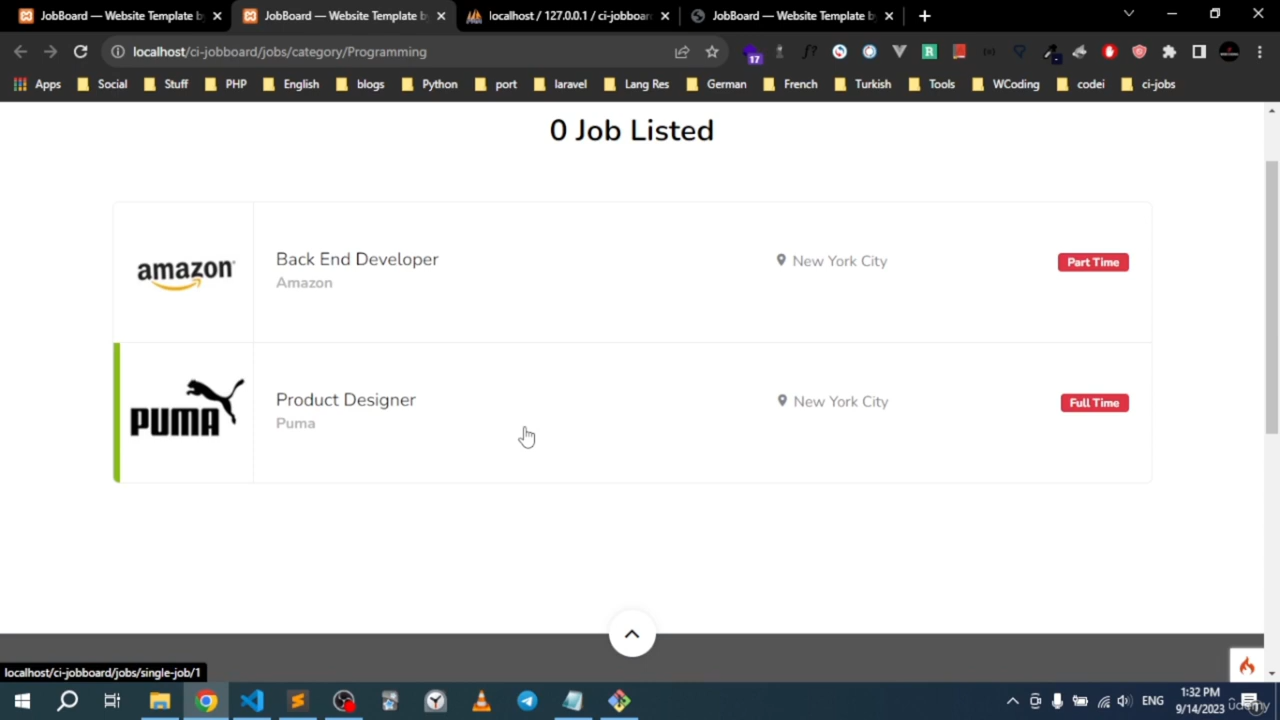 JobBoard — Website Template b
JobBoard — Website Template b
localhost / 127.0.0.1 / ci-jobboar
JobBoard — Website Template b
localhost/ci-jobboard/jobs/category/Programming
17
Apps Social Stuff PHP English blogs Python port laravel Lang Res German French Turkish Tools WCoding codei ci-jobs
0 Job Listed
amazon
Back End Developer
Amazon
New York City
Part Time
PUMA
Product Designer
Puma
New York City
Full Time
localhost/ci-jobboard/jobs/single-job/1
ENG
1:32 PM
9/14/2023
udemy